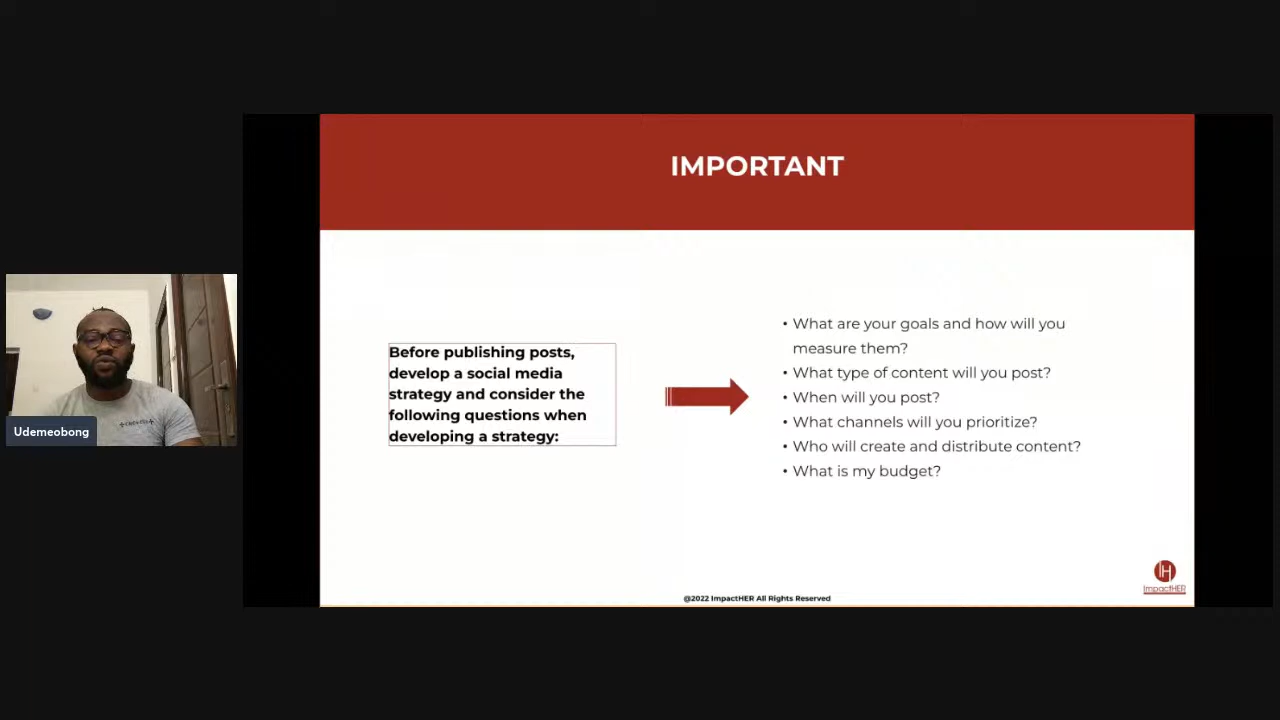 IMPORTANT
Before publishing posts,
develop a social media
strategy and consider the
following questions when
developing a strategy:
• What are your goals and how will you
measure them?
• What type of content will you post?
• When will you post?
• What channels will you prioritize?
• Who will create and distribute content?
• What is my budget?
Udemeobong
IH
ImpactHER
@2022 ImpactHER All Rights Reserved